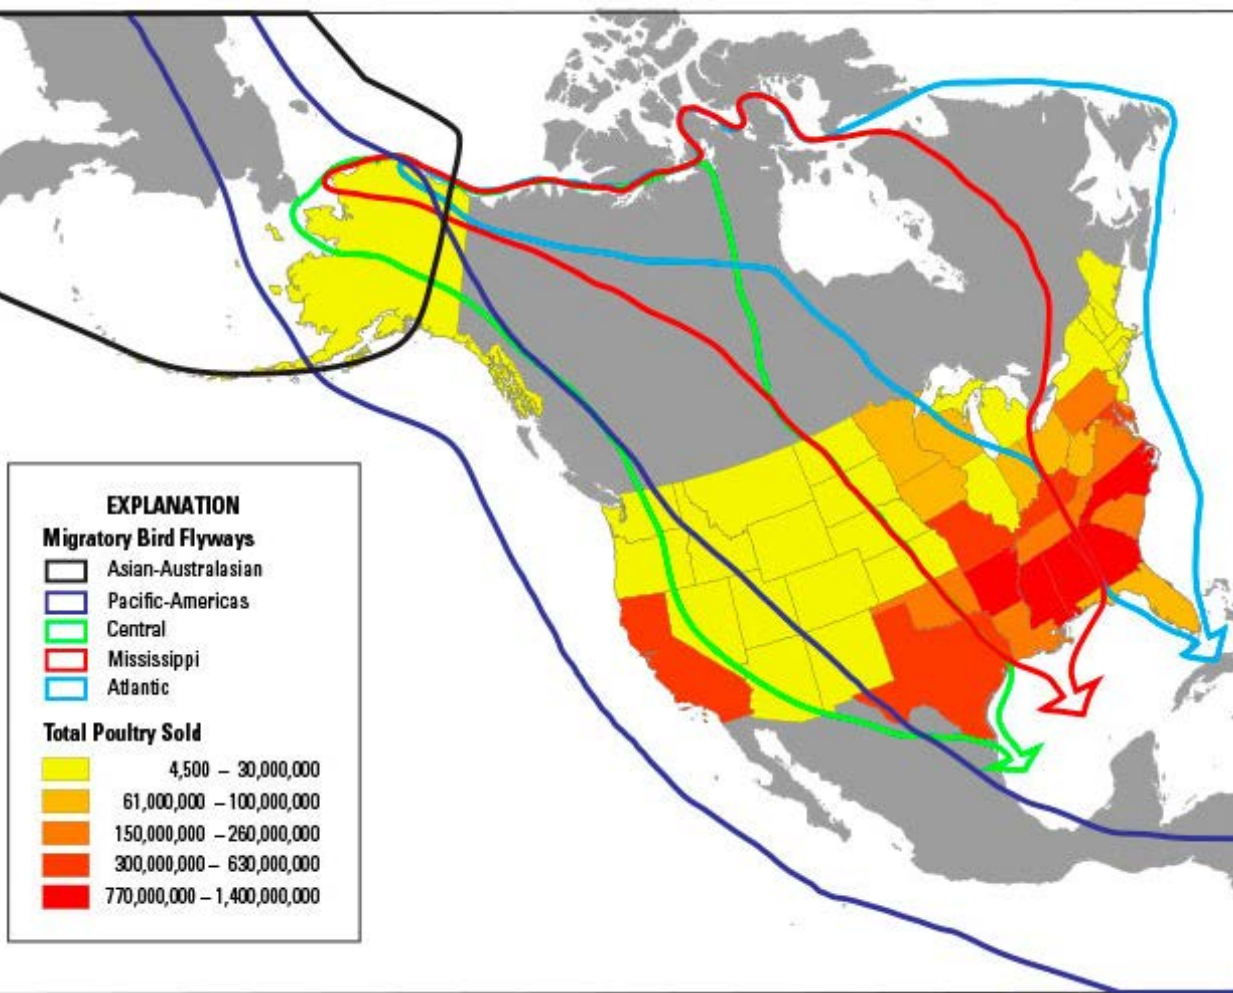 EXPLANATION
Migratory Bird Flyways
Asian-Australasian
Pacific-Americas
Central
Mississippi
Atlantic
Total Poultry Sold
4,500 – 30,000,000
61,000,000 – 100,000,000
150,000,000 – 260,000,000
300,000,000 – 630,000,000
770,000,000 – 1,400,000,000